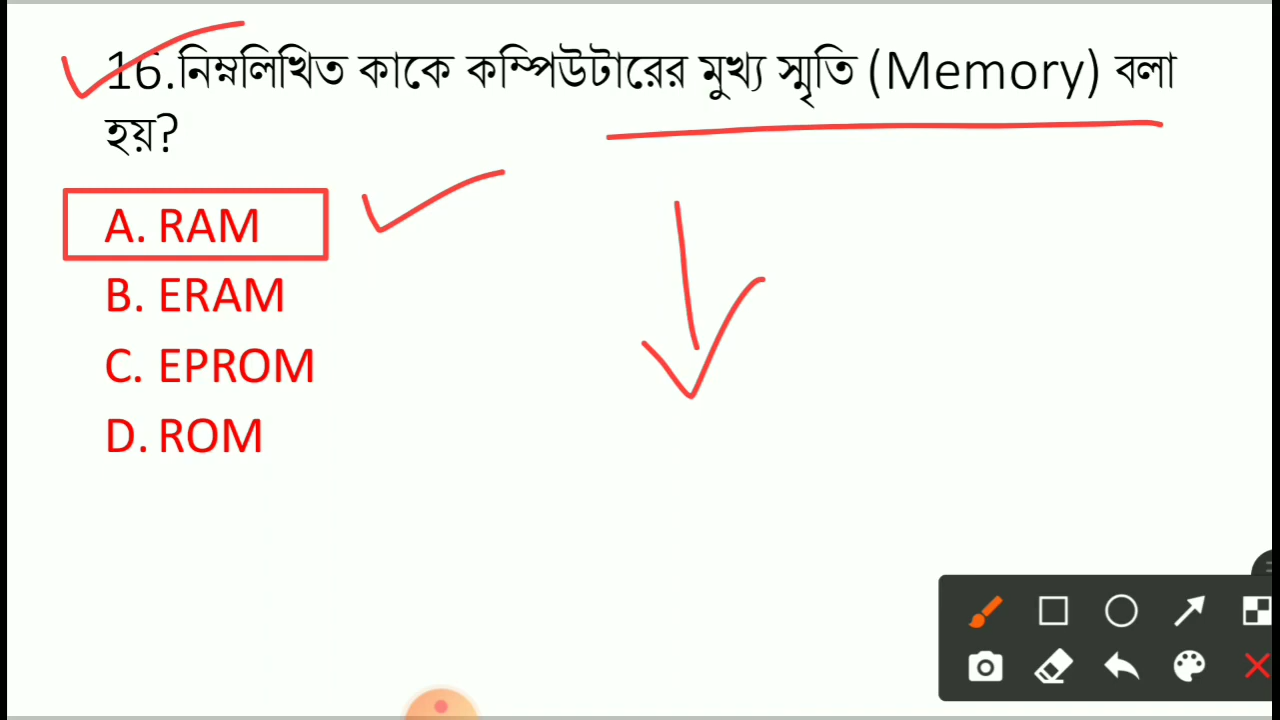 16.নিম্নলিখিত কাকে কম্পিউটারের মুখ্য স্মৃতি (Memory) বলা
হয়?
A. RAM
B. ERAM
C. EPROM
D. ROM